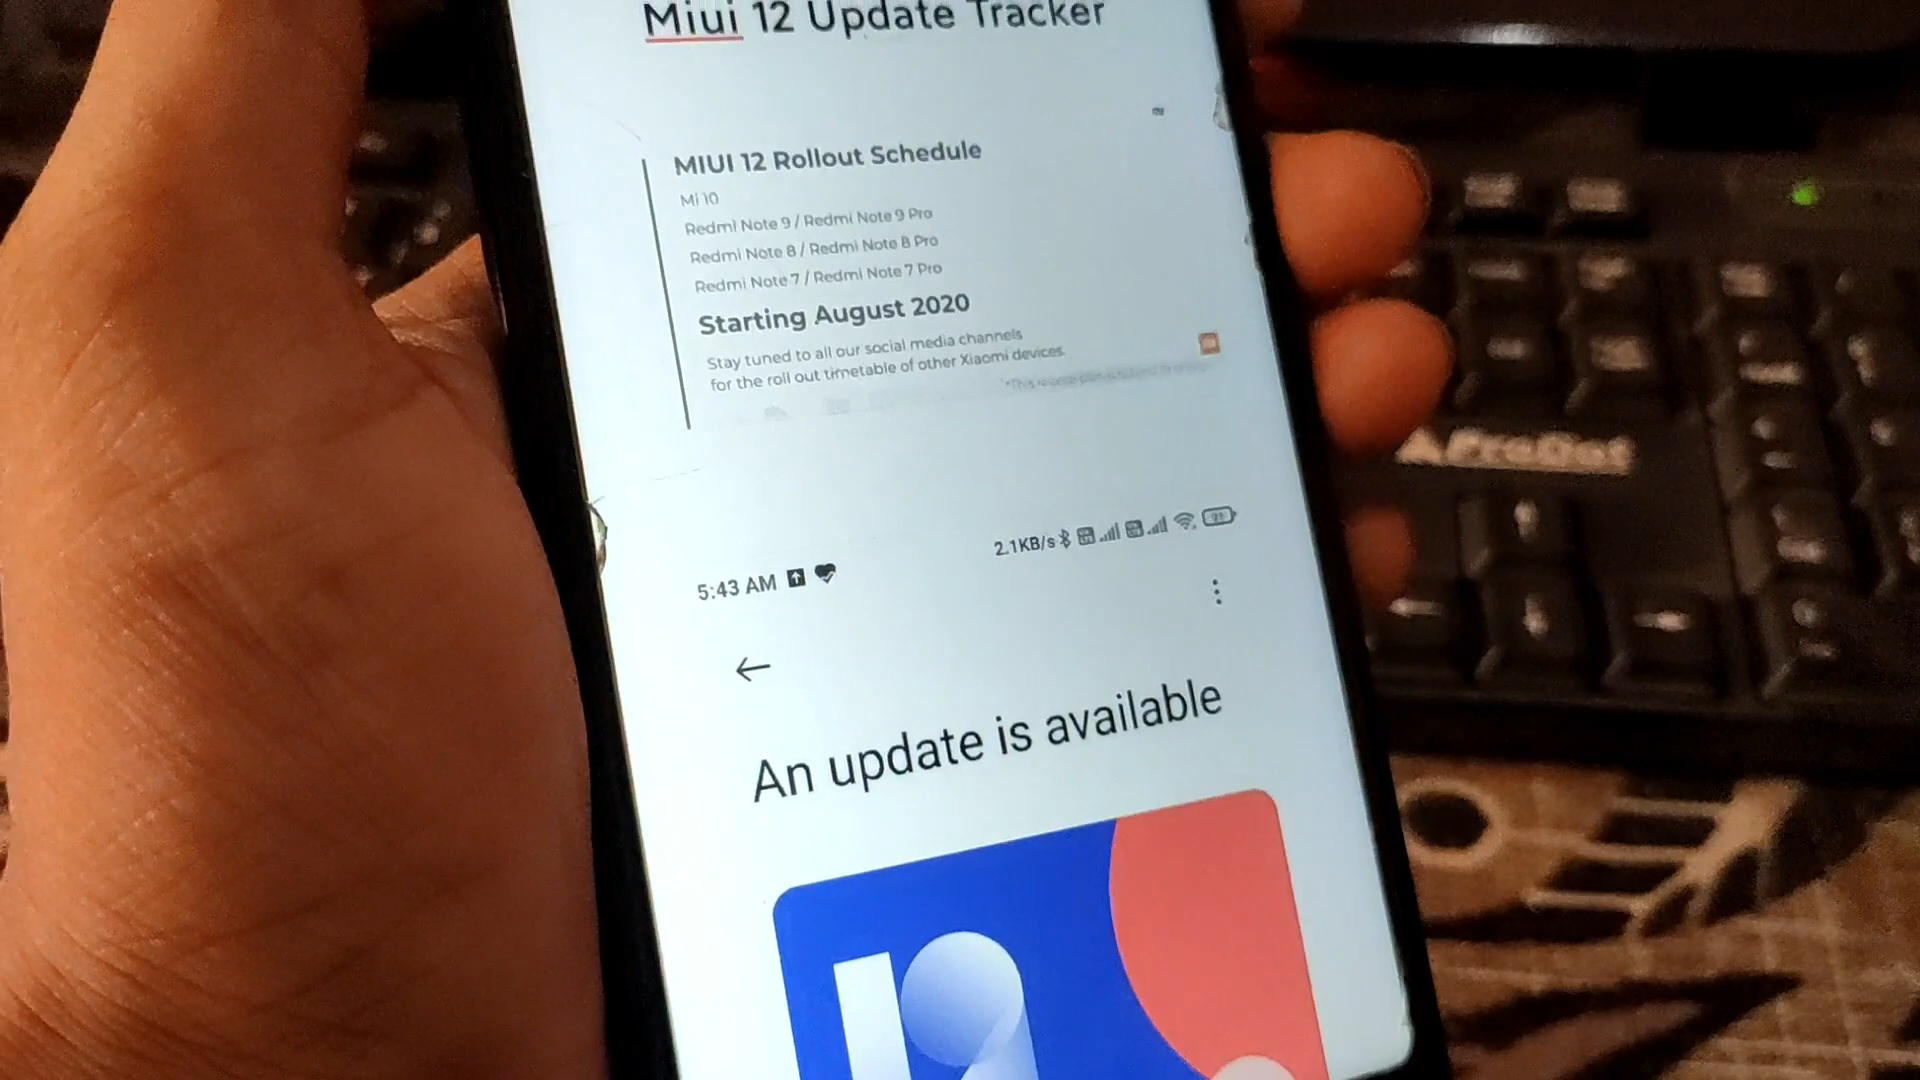 Miui 12 Update Tracker
MIUI 12 Rollout Schedule
Mi 10
Redmi Note 9 / Redmi Note 9 Pro
Redmi Note 8 / Redmi Note 8 Pro
Redmi Note 7 / Redmi Note 7 Pro
Starting August 2020
Stay tuned to all our social media channels
for the roll out timetable of other Xiaomi devices.
5:43 AM 2.1KB/s
An update is available
12
ProDot